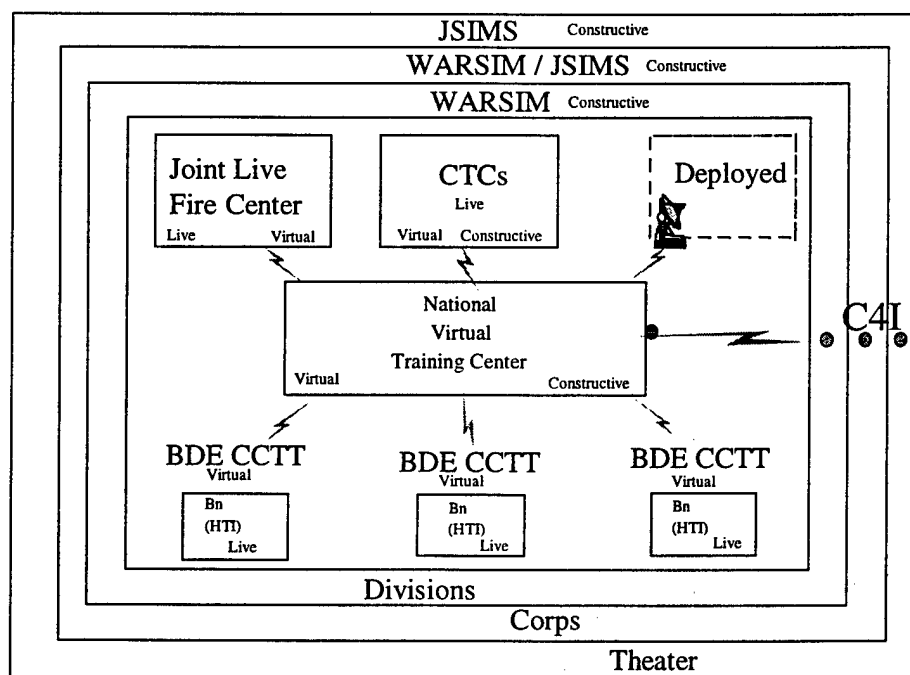 JSIMS Constructive
WARSIM / JSIMS Constructive
WARSIM Constructive
Joint Live
Fire Center
Live Virtual
CTCs
Live
Virtual Constructive
Deployed
National
Virtual
Training Center
Virtual Constructive
C4I
BDE CCTT
Virtual
Bn
(HTI)
Live
BDE CCTT
Virtual
Bn
(HTI)
Live
BDE CCTT
Virtual
Bn
(HTI)
Live
Divisions
Corps
Theater